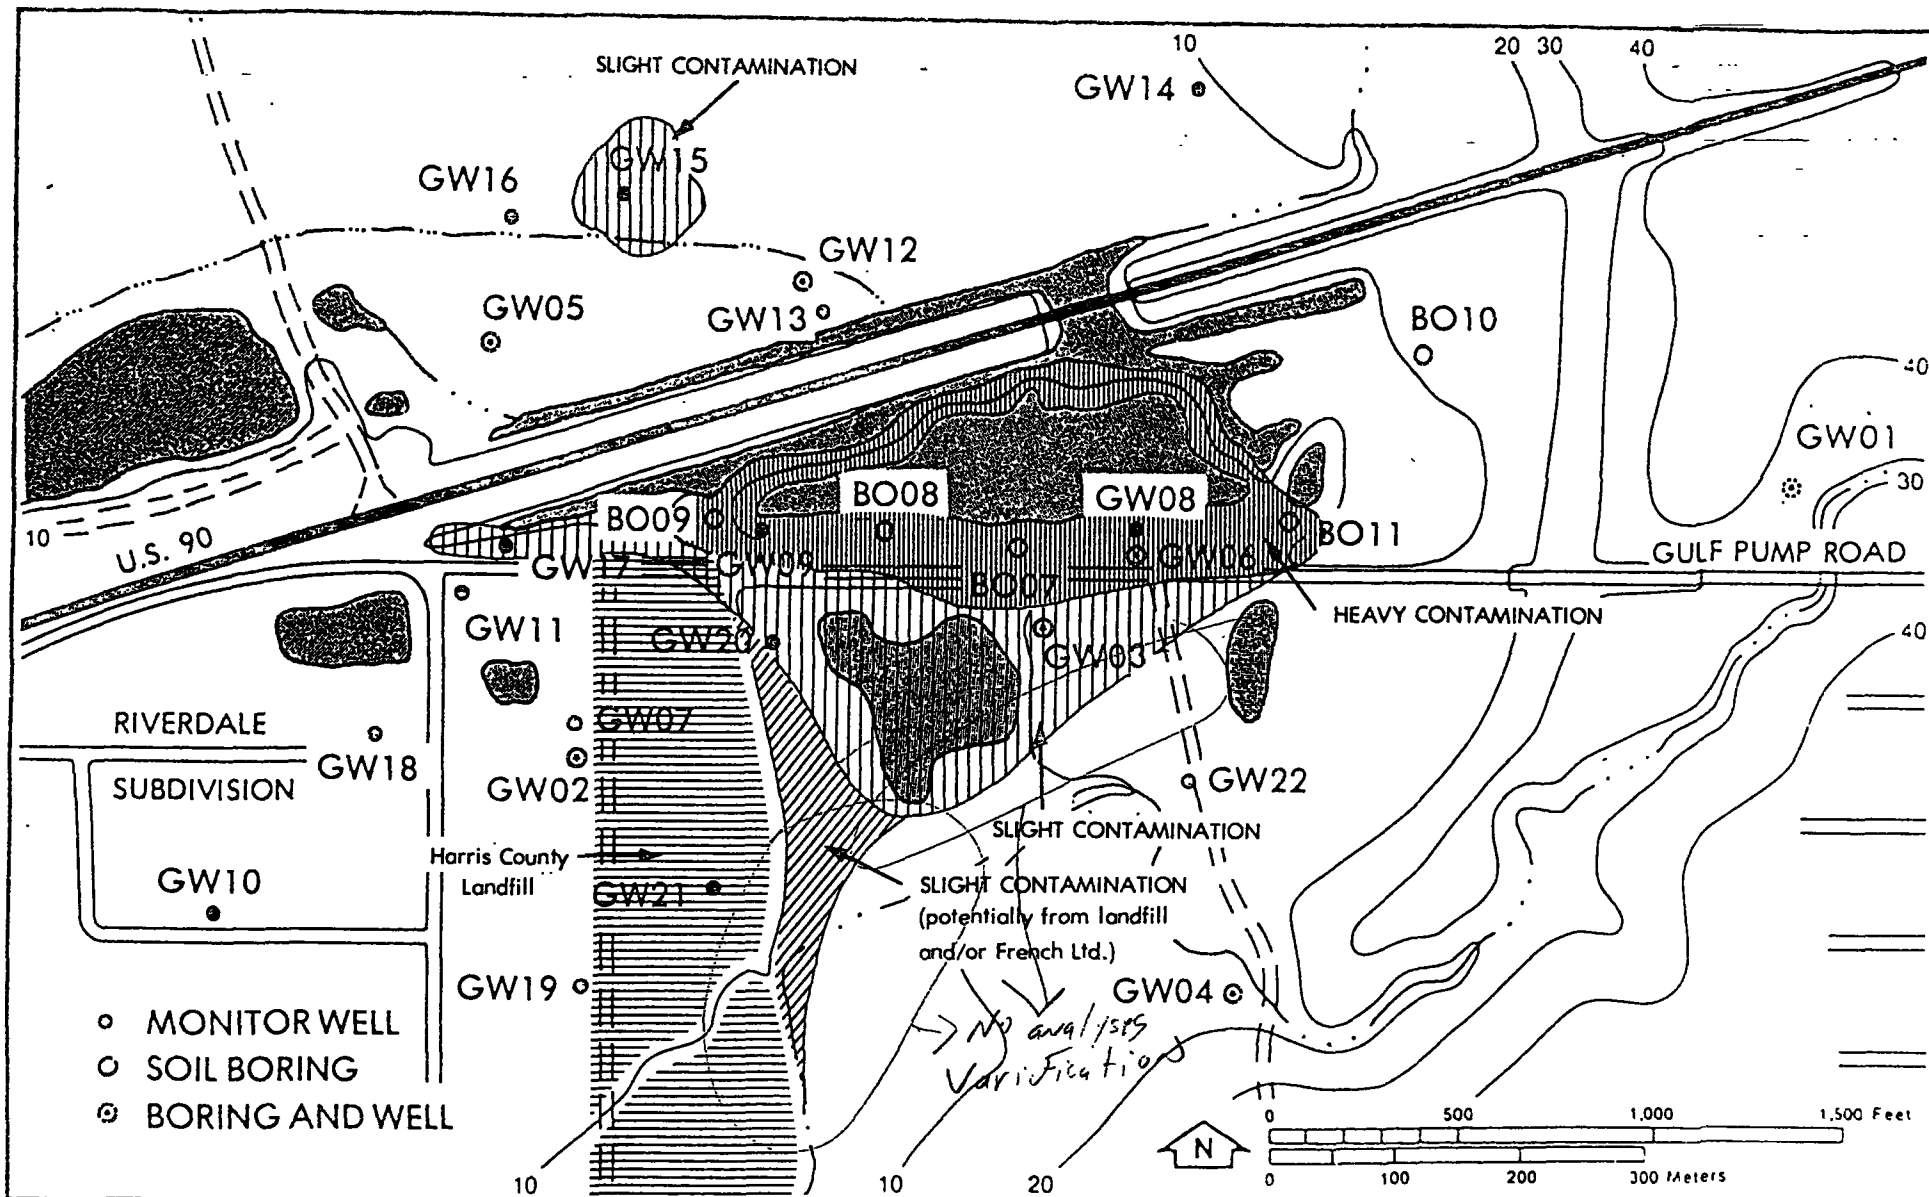 SLIGHT CONTAMINATION
10
20 30 40
GW14
GW15
GW16
GW12
GW05
GW13
BO10
40
GW01
30
BO08
GW08
BO09
BO11
10
U.S. 90
GW17
GW09
BO07
GW06
GULF PUMP ROAD
HEAVY CONTAMINATION
GW11
GW20
GW03
40
RIVERDALE
SUBDIVISION
GW18
GW07
GW02
GW22
SLIGHT CONTAMINATION
Harris County
Landfill
GW10
GW21
SLIGHT CONTAMINATION
(potentially from landfill
and/or French Ltd.)
GW19
GW04
No analyses
Varification
MONITOR WELL
SOIL BORING
BORING AND WELL
0 500 1,000 1,500 Feet
N
0 100 200 300 Meters
10
10
20